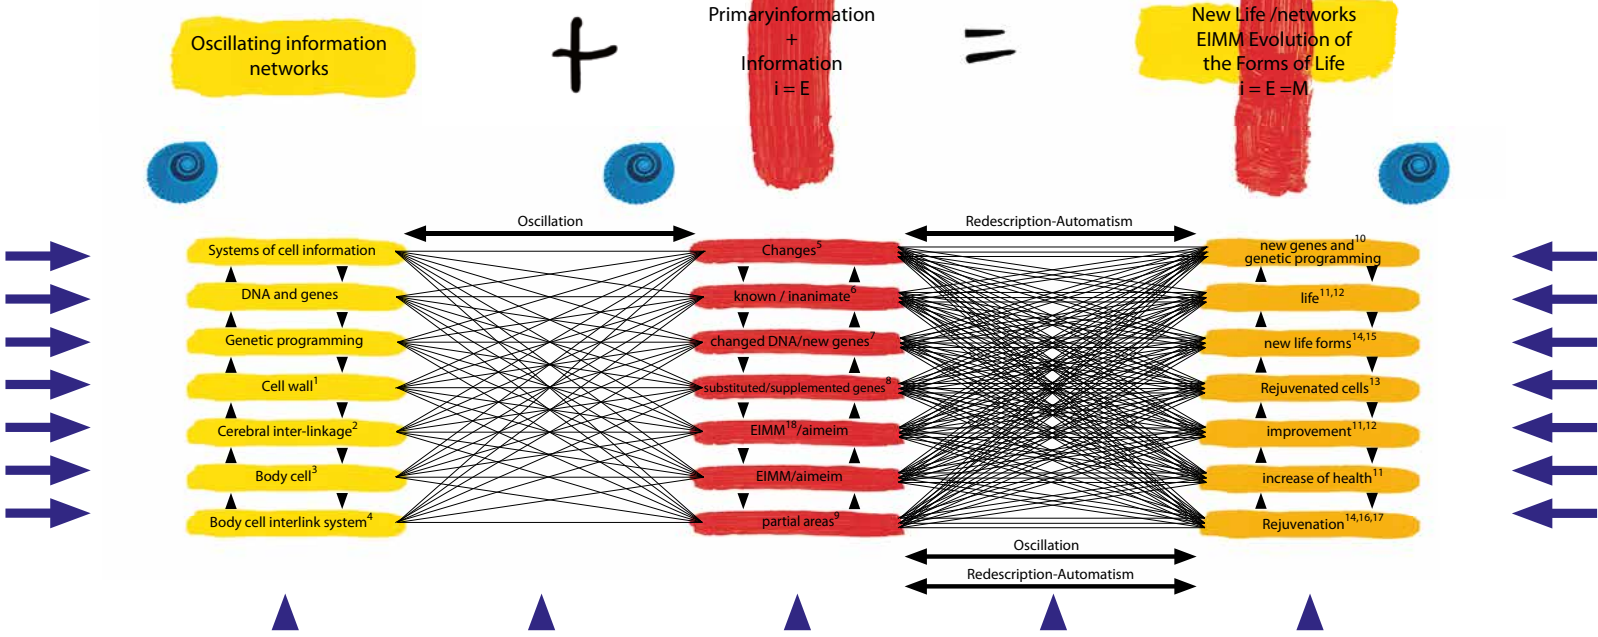 Oscillating information
networks
+
Primaryinformation
+
Information
i = E
=
New Life /networks
EIMM Evolution of
the Forms of Life
i = E =M
Oscillation
Redescription-Automatism
Systems of cell information
DNA and genes
Genetic programming
Cell wall1
Cerebral inter-linkage2
Body cell3
Body cell interlink system4
Changes5
known / inanimate6
changed DNA/new genes7
substituted/supplemented genes8
EIMM18/aimeim
EIMM/aimeim
partial areas9
new genes and10
genetic programming
life11,12
new life forms14,15
Rejuvenated cells13
improvement11,12
increase of health11
Rejuvenation14,16,17
Oscillation
Redescription-Automatism